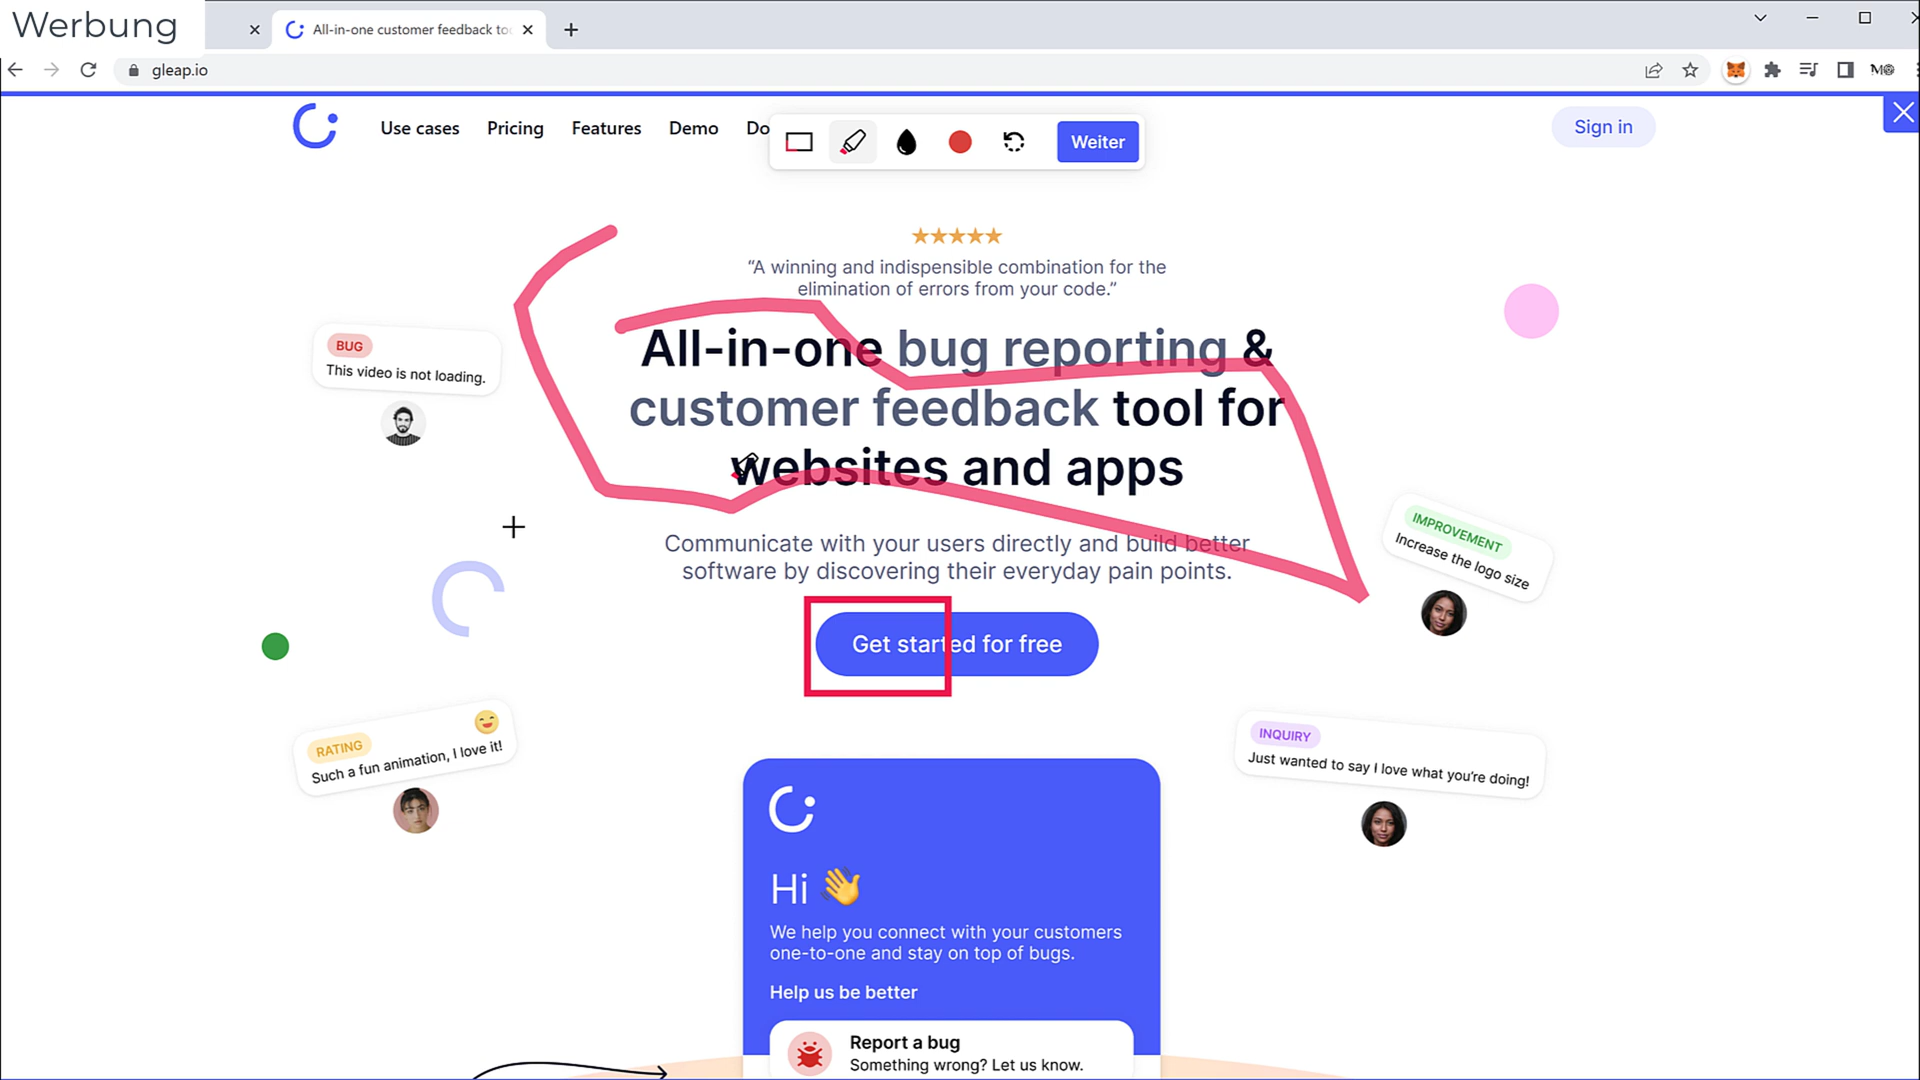 Werbung
All-in-one customer feedback too
gleap.io
Use cases
Pricing
Features
Demo
Do
Weiter
Sign in
“A winning and indispensible combination for the
elimination of errors from your code.”
All-in-one bug reporting &
customer feedback tool for
websites and apps
Communicate with your users directly and build better
software by discovering their everyday pain points.
Get started for free
BUG
This video is not loading.
IMPROVEMENT
Increase the logo size
RATING
Such a fun animation, I love it!
INQUIRY
Just wanted to say I love what you're doing!
Hi
We help you connect with your customers
one-to-one and stay on top of bugs.
Help us be better
Report a bug
Something wrong? Let us know.